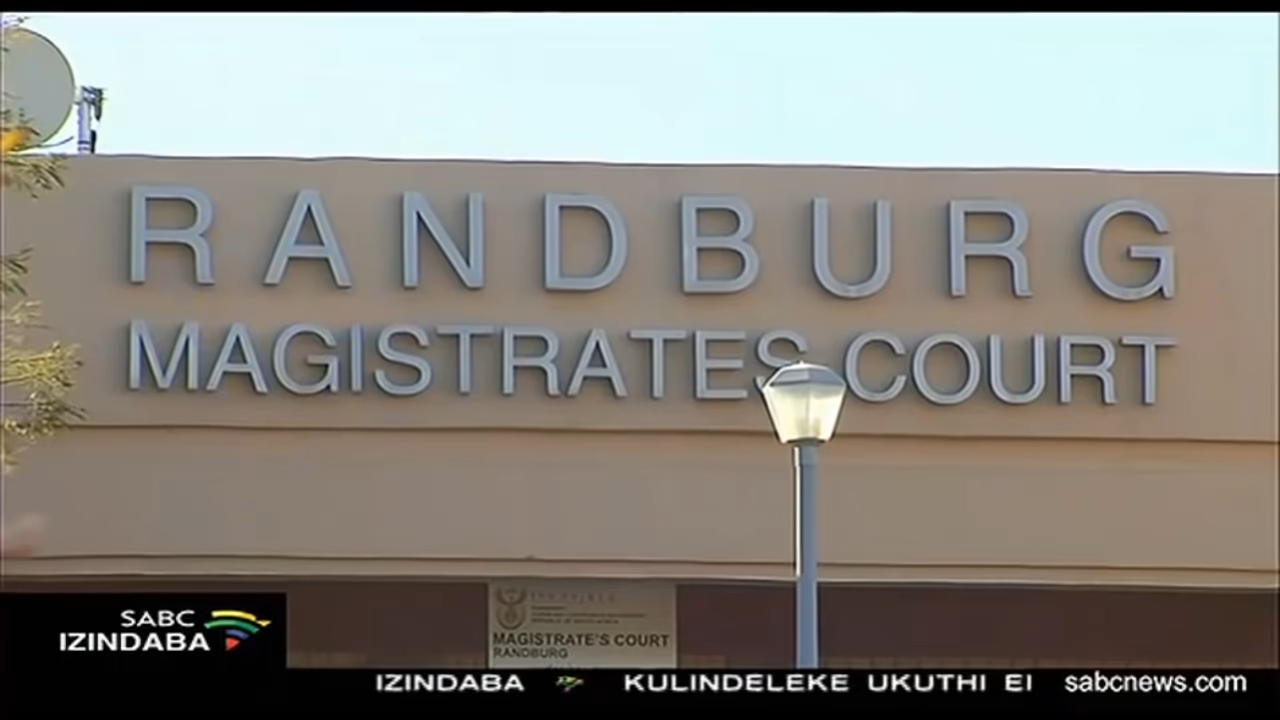 RANDBURG
MAGISTRATES COURT
MAGISTRATE'S COURT
RANDBURG
SABC
IZINDABA
IZINDABA KULINDELEKE UKUTHI EI sabcnews.com